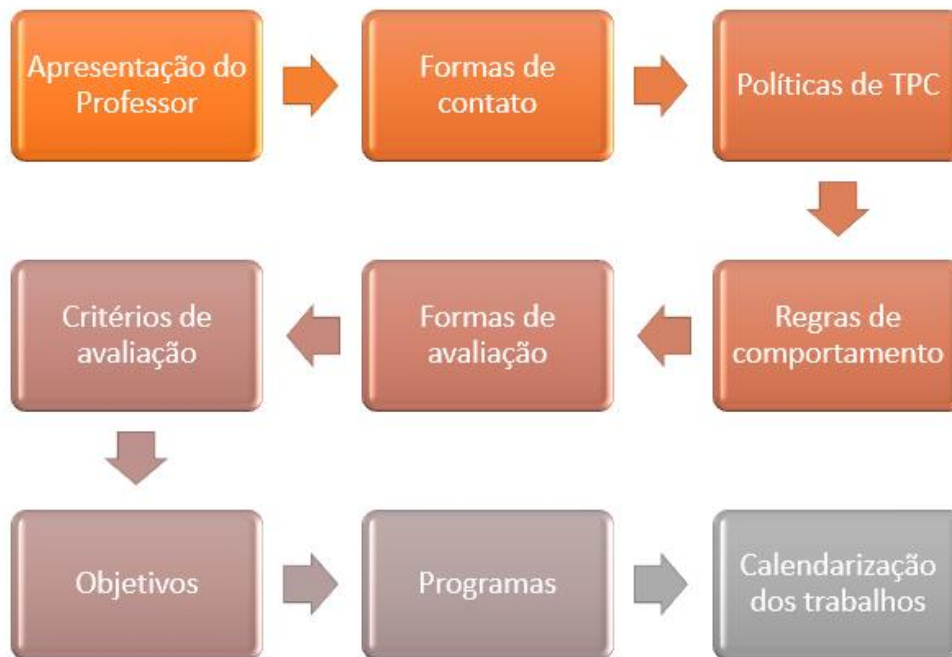 Apresentação do
Professor
Formas de
contato
Políticas de TPC
Regras de
comportamento
Formas de
avaliação
Critérios de
avaliação
Objetivos
Programas
Calendarização
dos trabalhos